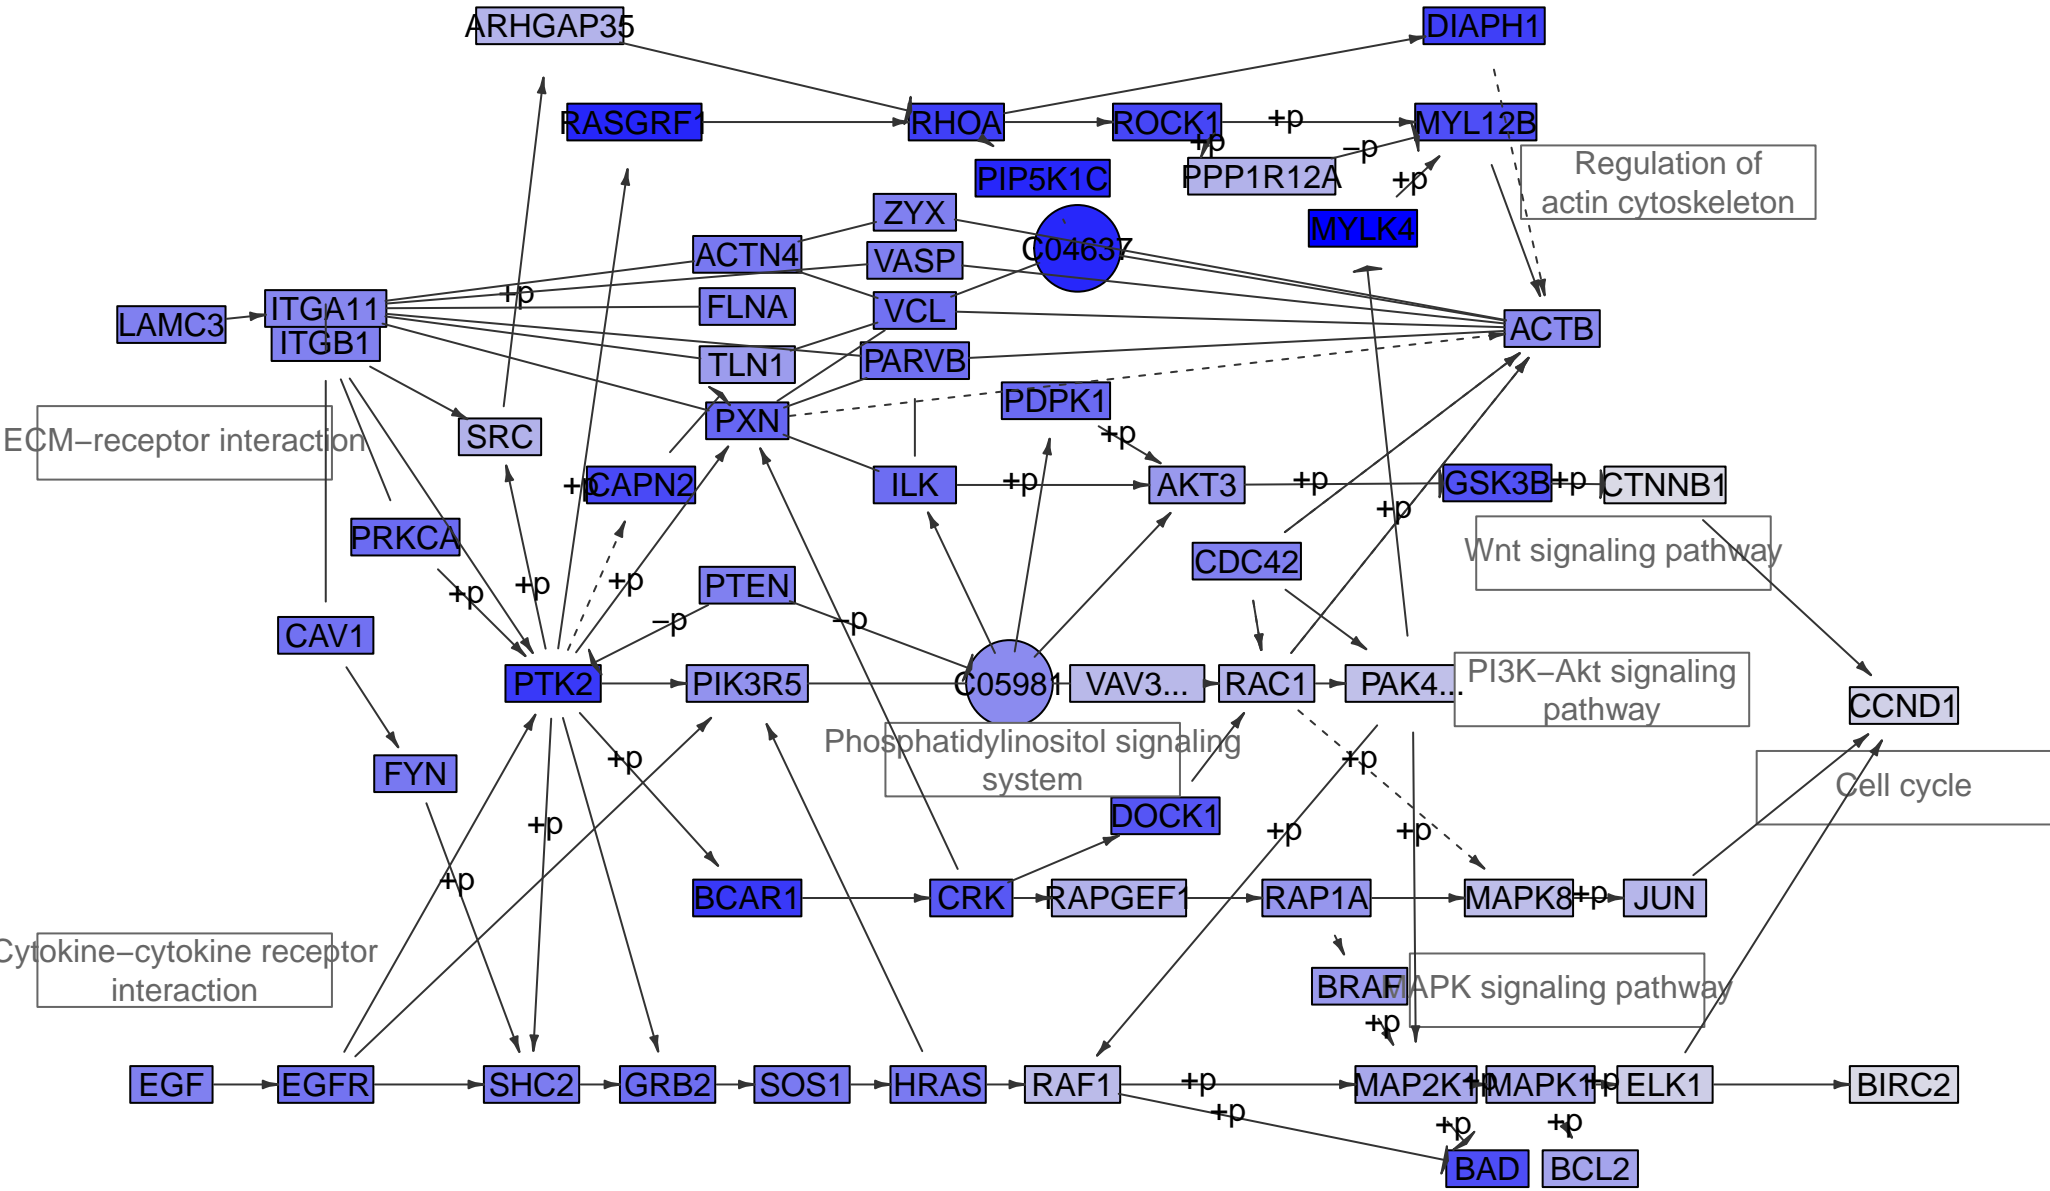 ARHGAP35
DIAPH1
RASGRF1
RHOA
ROCK1
+p
MYL12B
+p
−p
PIP5K1C
PPP1R12A
+p
Regulation of
actin cytoskeleton
ZYX
MYLK4
ACTN4
VASP
C04637
+p
ITGA11
FLNA
VCL
LAMC3
ITGB1
ACTB
TLN1
PARVB
PDPK1
PXN
+p
ECM−receptor interaction
SRC
+p
CAPN2
ILK
+p
AKT3
+p
GSK3B
+p
CTNNB1
+p
PRKCA
Wnt signaling pathway
CDC42
+p
+p
+p
PTEN
−p
−p
CAV1
PTK2
PIK3R5
C05981
VAV3...
RAC1
PAK4...
PI3K−Akt signaling
pathway
CCND1
Phosphatidylinositol signaling
system
+p
+p
FYN
Cell cycle
DOCK1
+p
+p
+p
+p
BCAR1
CRK
RAPGEF1
RAP1A
MAPK8
+p
JUN
Cytokine−cytokine receptor
interaction
BRAF
MAPK signaling pathway
+p
EGF
EGFR
SHC2
GRB2
SOS1
HRAS
RAF1
+p
MAP2K1
+p
MAPK1
+p
ELK1
BIRC2
+p
+p
+p
BAD
BCL2